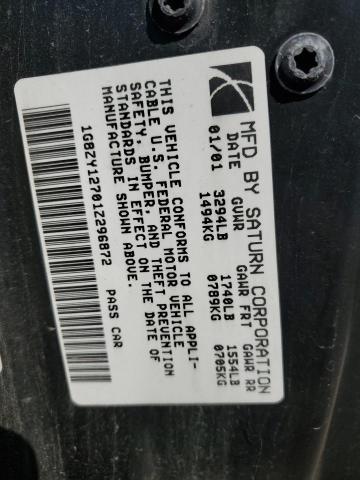 MFD BY SATURN CORPORATION
DATE GVWR GAWR FRT GAWR RR
01/01 3294LB 1740LB 1554LB
1494KG 0789KG 0705KG
THIS VEHICLE CONFORMS TO ALL APPLI-
CABLE U.S. FEDERAL MOTOR VEHICLE
SAFETY, BUMPER, AND THEFT PREVENTION
STANDARDS IN EFFECT ON THE DATE OF
MANUFACTURE SHOWN ABOVE.
1G8ZY12701Z296872 PASS CAR